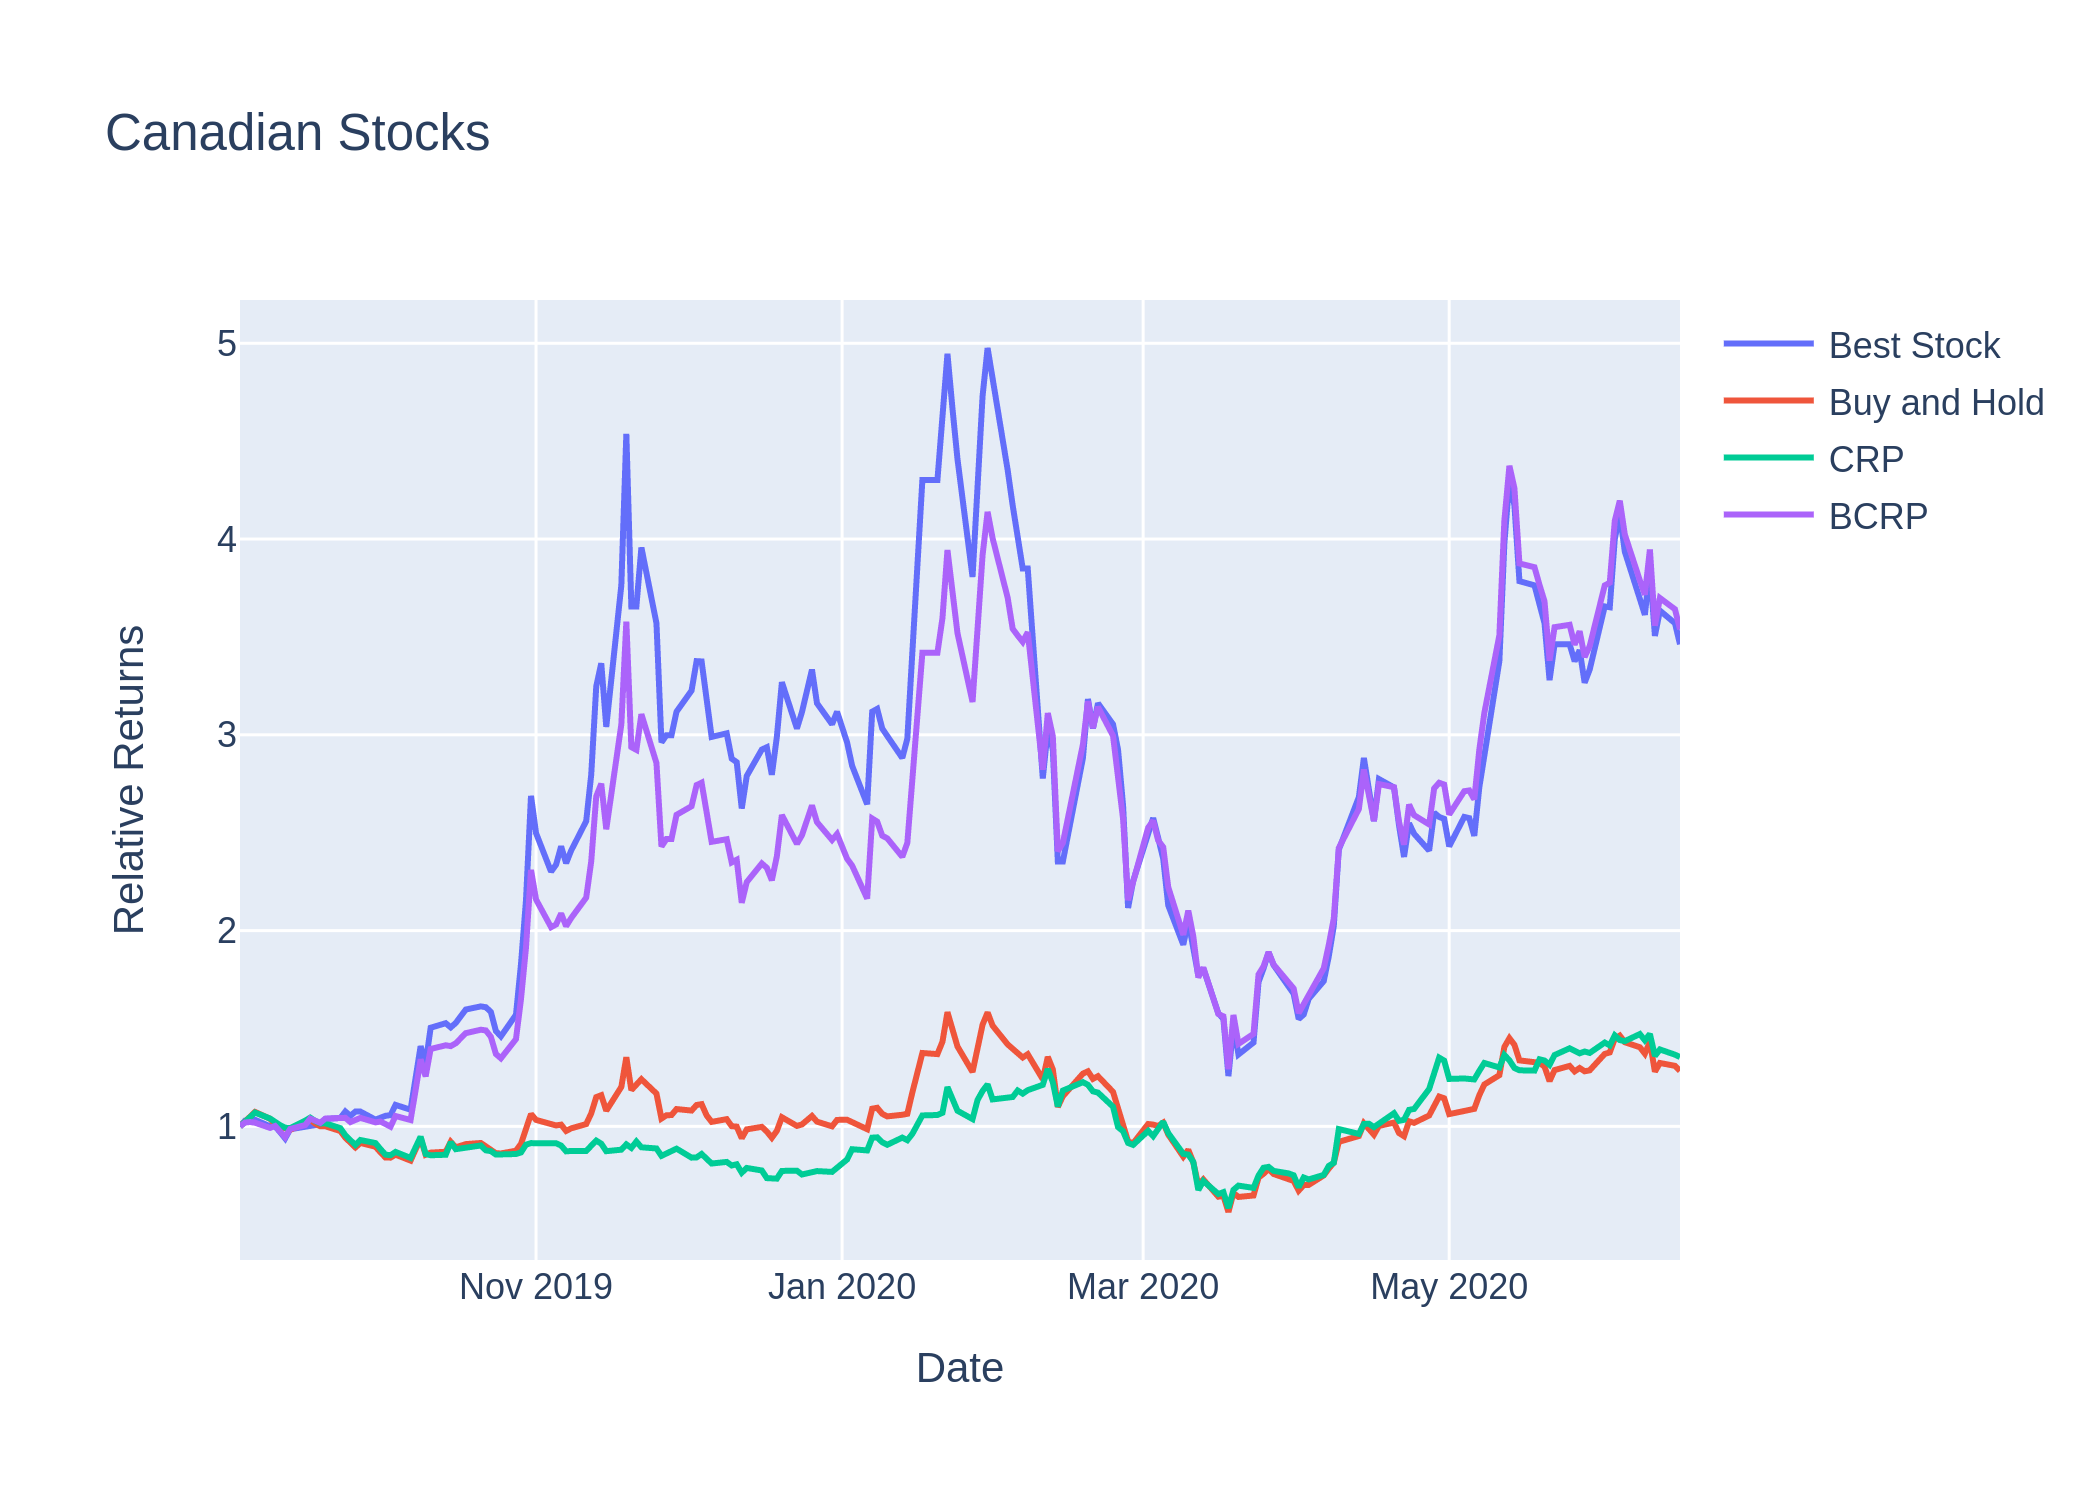 Canadian Stocks
5
4
3
2
1
Relative Returns
Nov 2019
Jan 2020
Mar 2020
May 2020
Date
Best Stock
Buy and Hold
CRP
BCRP